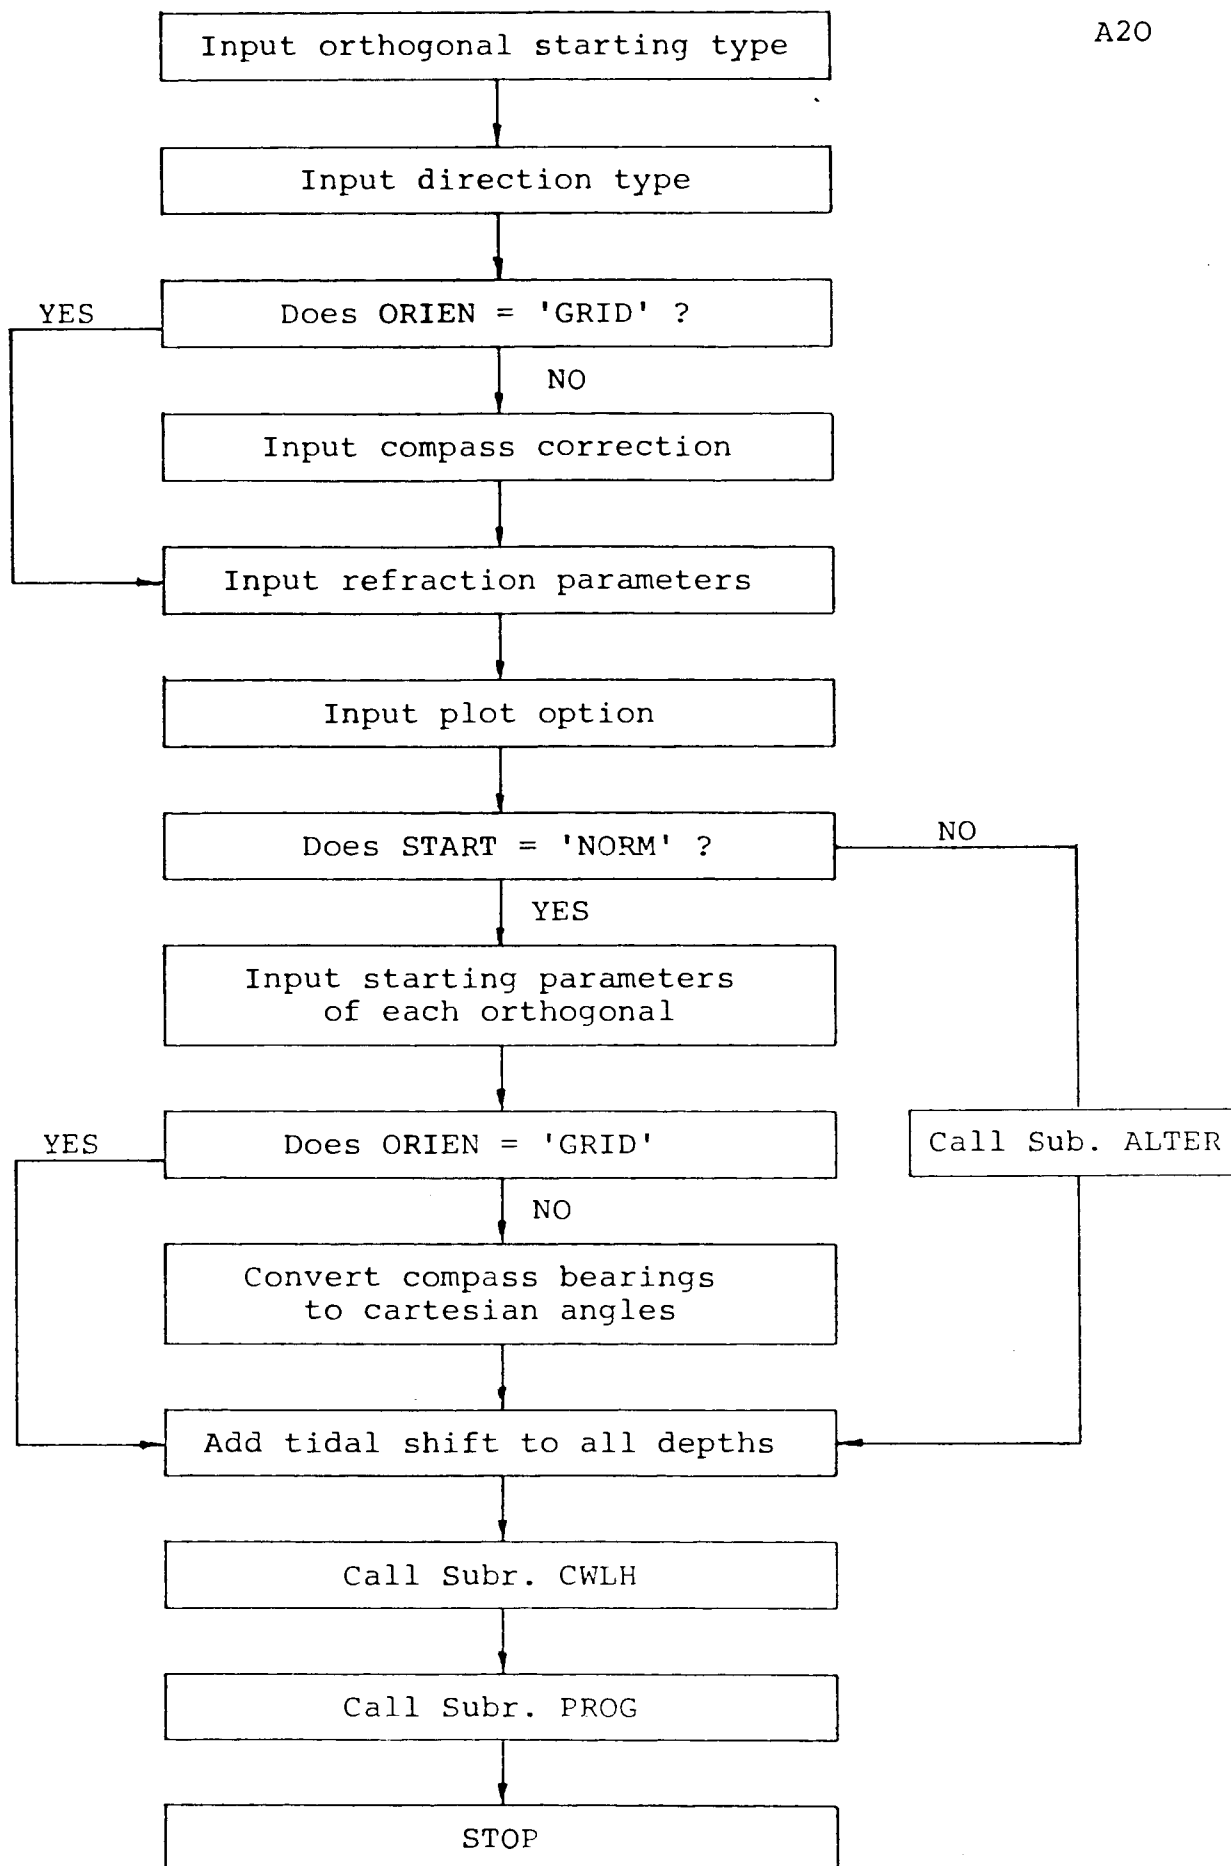 A20
Input orthogonal starting type
Input direction type
Does ORIEN = 'GRID' ?
YES
NO
Input compass correction
Input refraction parameters
Input plot option
Does START = 'NORM' ?
NO
YES
Input starting parameters
of each orthogonal
Does ORIEN = 'GRID'
YES
Call Sub. ALTER
NO
Convert compass bearings
to cartesian angles
Add tidal shift to all depths
Call Subr. CWLH
Call Subr. PROG
STOP